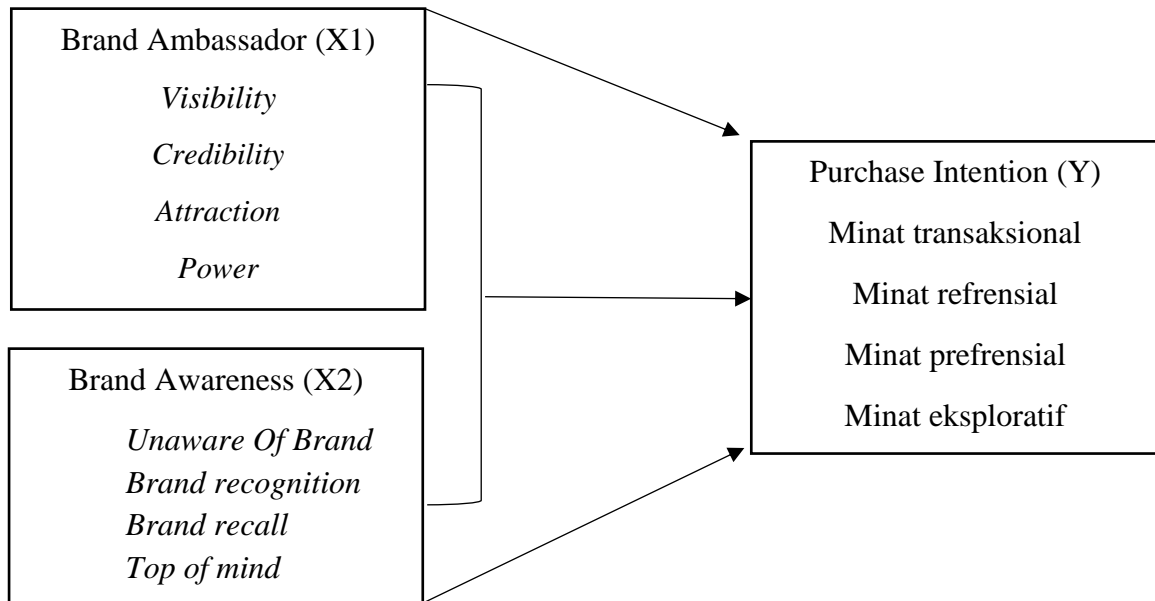 Brand Ambassador (X1)
Visibility
Credibility
Attraction
Power
Brand Awareness (X2)
Unaware Of Brand
Brand recognition
Brand recall
Top of mind
Purchase Intention (Y)
Minat transaksional
Minat refrensial
Minat prefrensial
Minat eksploratif